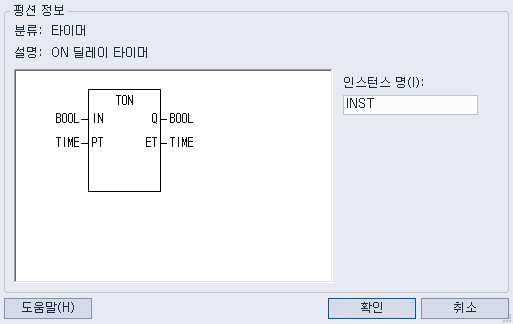 펑션 정보
분류: 타이머
설명: ON 딜레이 타이머
인스턴스 명(I):
INST
TON
BOOL IN Q BOOL
TIME PT ET TIME
도움말(H) 확인 취소